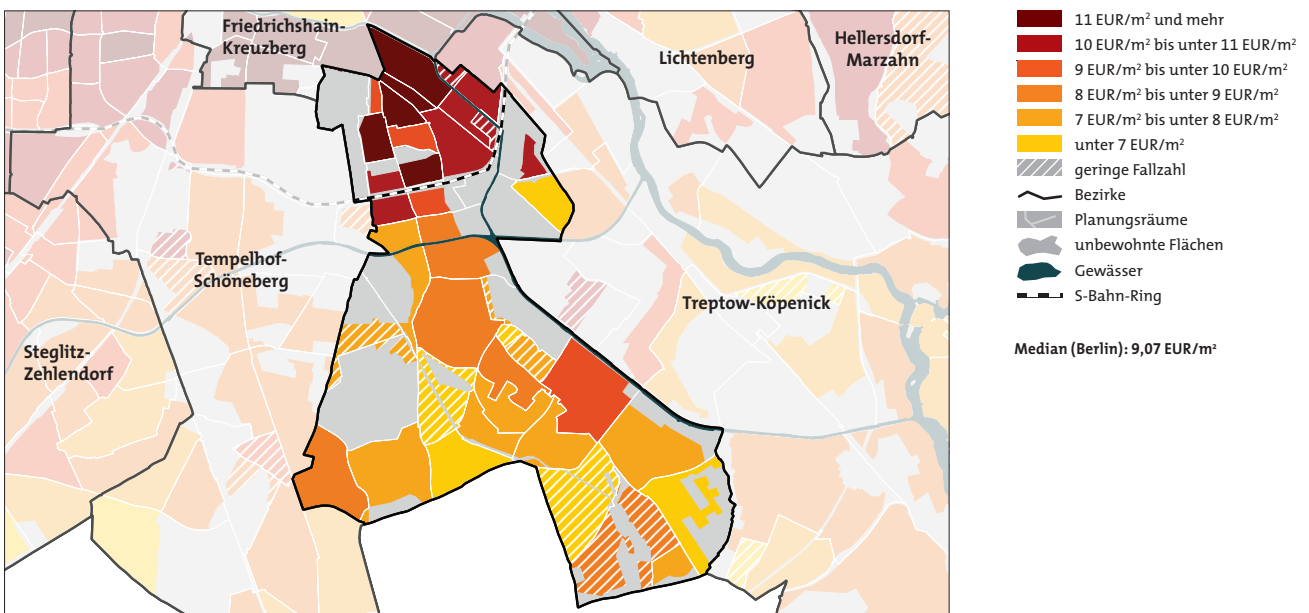 Friedrichshain-
Kreuzberg
Lichtenberg
Hellersdorf-
Marzahn
Tempelhof-
Schöneberg
Treptow-Köpenick
Steglitz-
Zehlendorf
11 EUR/m² und mehr
10 EUR/m² bis unter 11 EUR/m²
9 EUR/m² bis unter 10 EUR/m²
8 EUR/m² bis unter 9 EUR/m²
7 EUR/m² bis unter 8 EUR/m²
unter 7 EUR/m²
geringe Fallzahl
Bezirke
Planungsräume
unbewohnte Flächen
Gewässer
S-Bahn-Ring
Median (Berlin): 9,07 EUR/m²